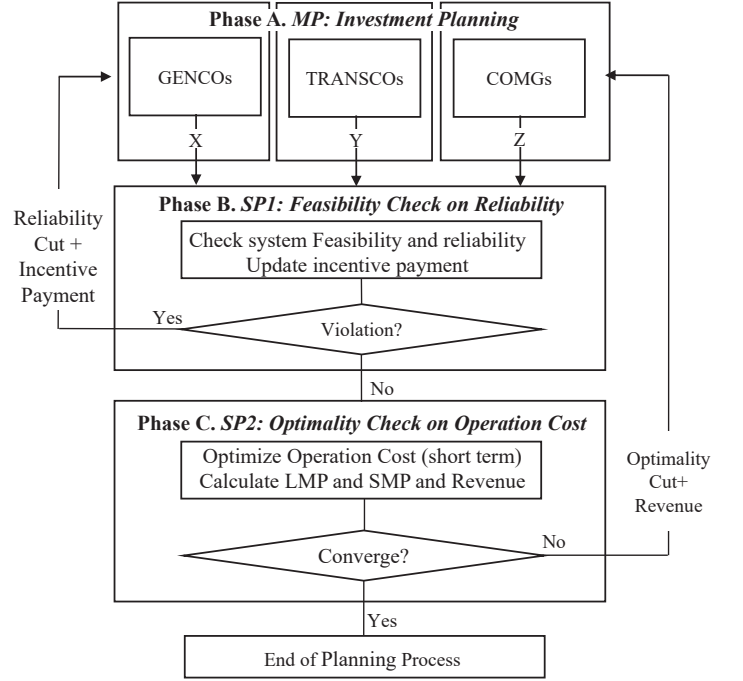 Phase A. MP: Investment Planning
GENCOs
TRANSCOs
COMGs
X
Y
Z
Phase B. SP1: Feasibility Check on Reliability
Check system Feasibility and reliability
Update incentive payment
Reliability
Cut +
Incentive
Payment
Yes
Violation?
No
Phase C. SP2: Optimality Check on Operation Cost
Optimize Operation Cost (short term)
Calculate LMP and SMP and Revenue
Optimality
Cut+
Revenue
Converge?
No
Yes
End of Planning Process